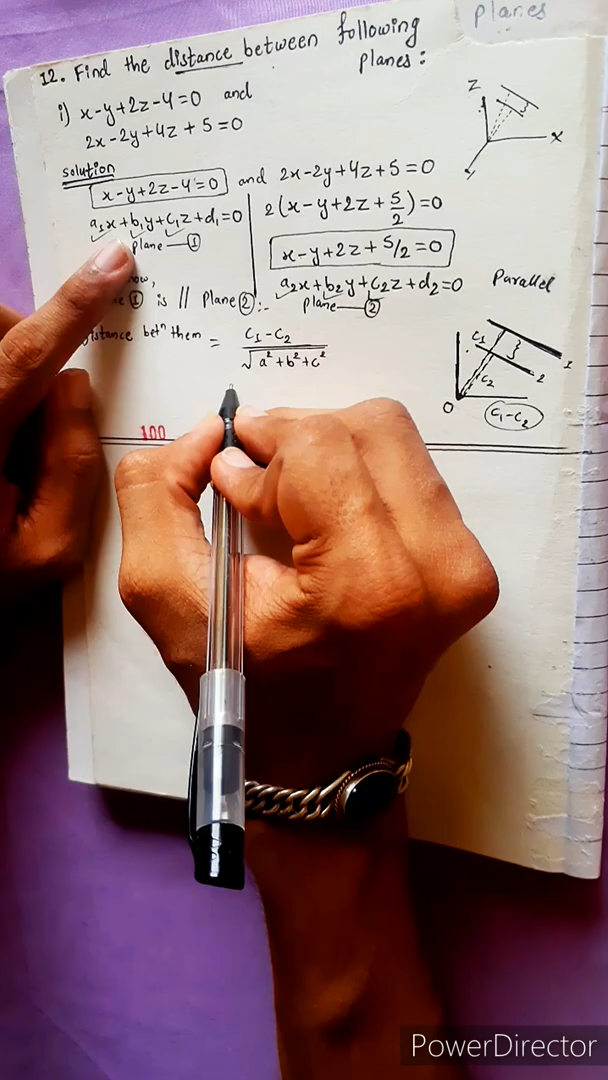 planes
12. Find the distance between following
planes:
i) x-y+2z-4=0 and
2x-2y+4z+5=0
Z
X
Y
solution
x-y+2z-4=0 and 2x-2y+4z+5=0
a₁x+b₁y+c₁z+d₁=0
plane—①
2(x-y+2z+5/2)=0
x-y+2z+5/2=0
a₂x+b₂y+c₂z+d₂=0
plane—②
① is // Plane②:-
Parallel
distance betⁿ them = C₁-C₂/√a²+b²+c²
C₁
C₂
1
2
O
C₁-C₂
100
PowerDirector